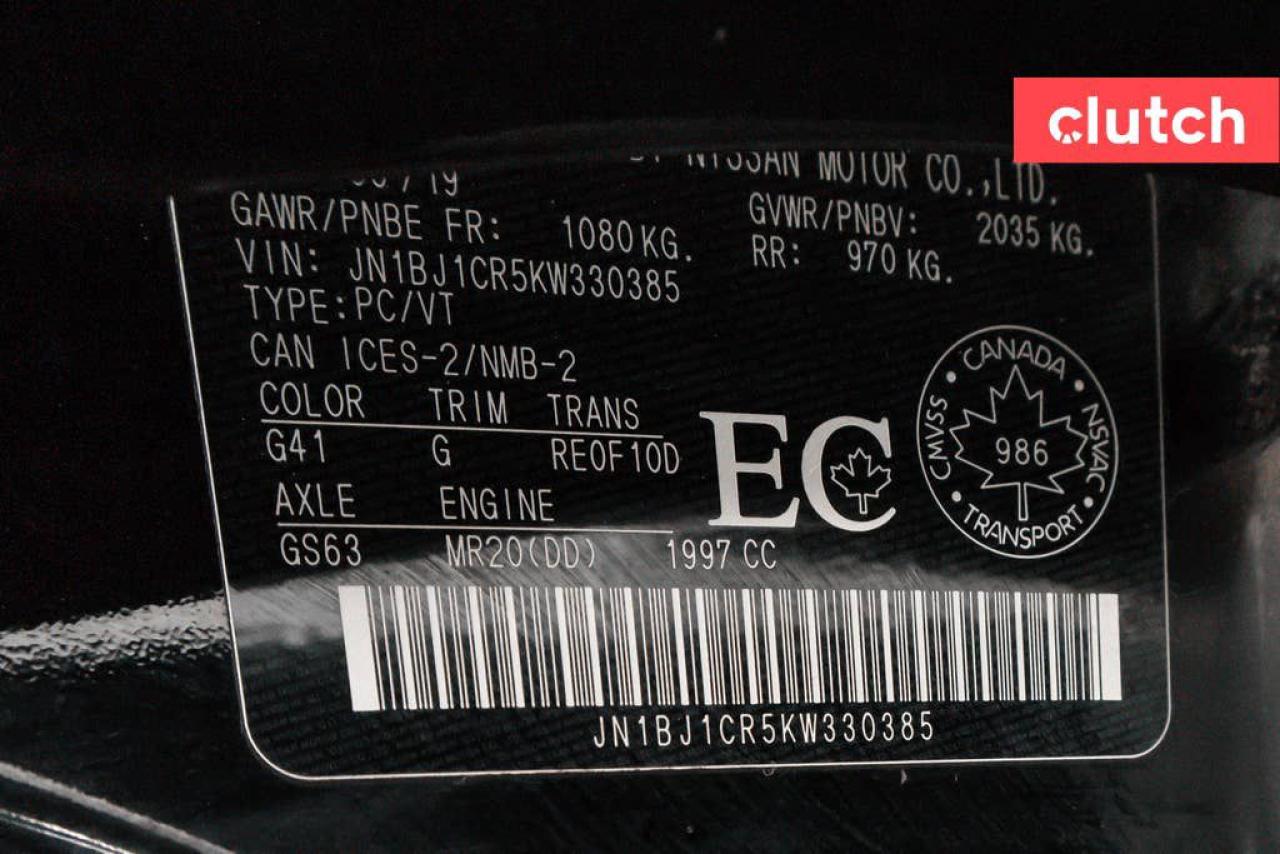 clutch
NISSAN MOTOR CO.,LTD.
/19
GAWR/PNBE FR: 1080 KG. GVWR/PNBV: 2035 KG.
RR: 970 KG.
VIN: JN1BJ1CR5KW330385
TYPE: PC/VT
CAN ICES-2/NMB-2
COLOR TRIM TRANS
G41 G RE0F10D
AXLE ENGINE
GS63 MR20(DD) 1997 CC
EC
CANADA
CMVSS 986 NSVAC
TRANSPORT
JN1BJ1CR5KW330385